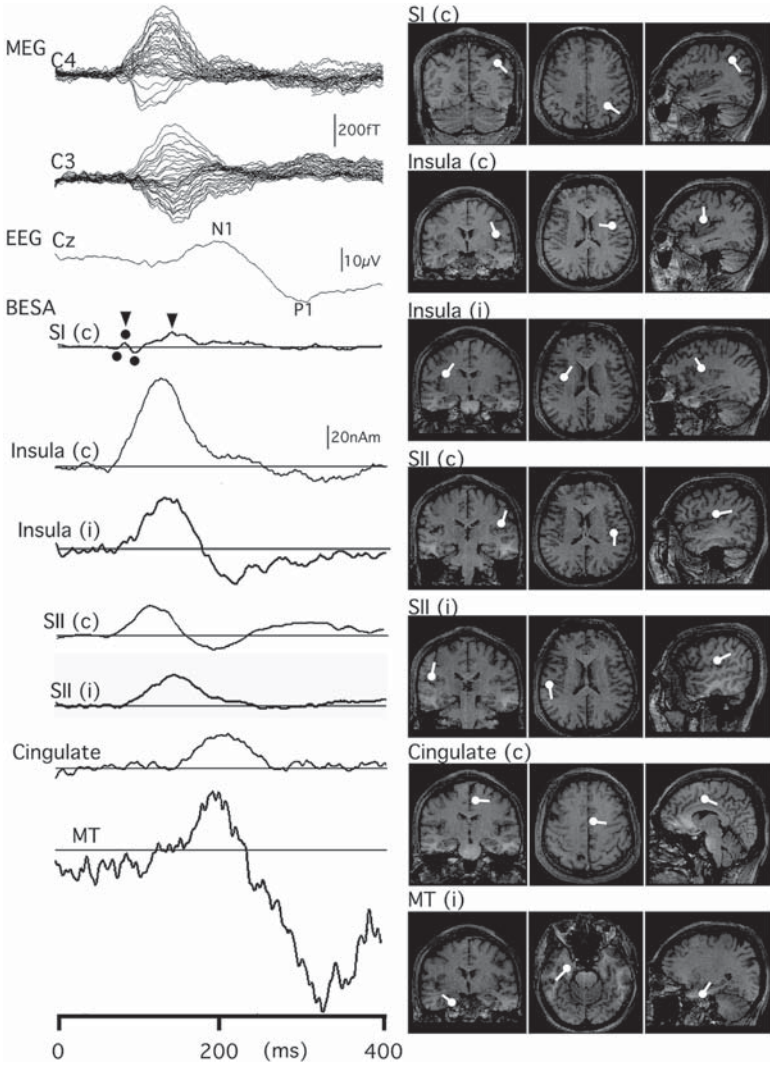 MEG
C4
200fT
C3
EEG Cz
N1
10μV
P1
BESA
SI (c)
20nAm
Insula (c)
Insula (i)
SII (c)
SII (i)
Cingulate
MT
0 200 (ms) 400
SI (c)
Insula (c)
Insula (i)
SII (c)
SII (i)
Cingulate (c)
MT (i)